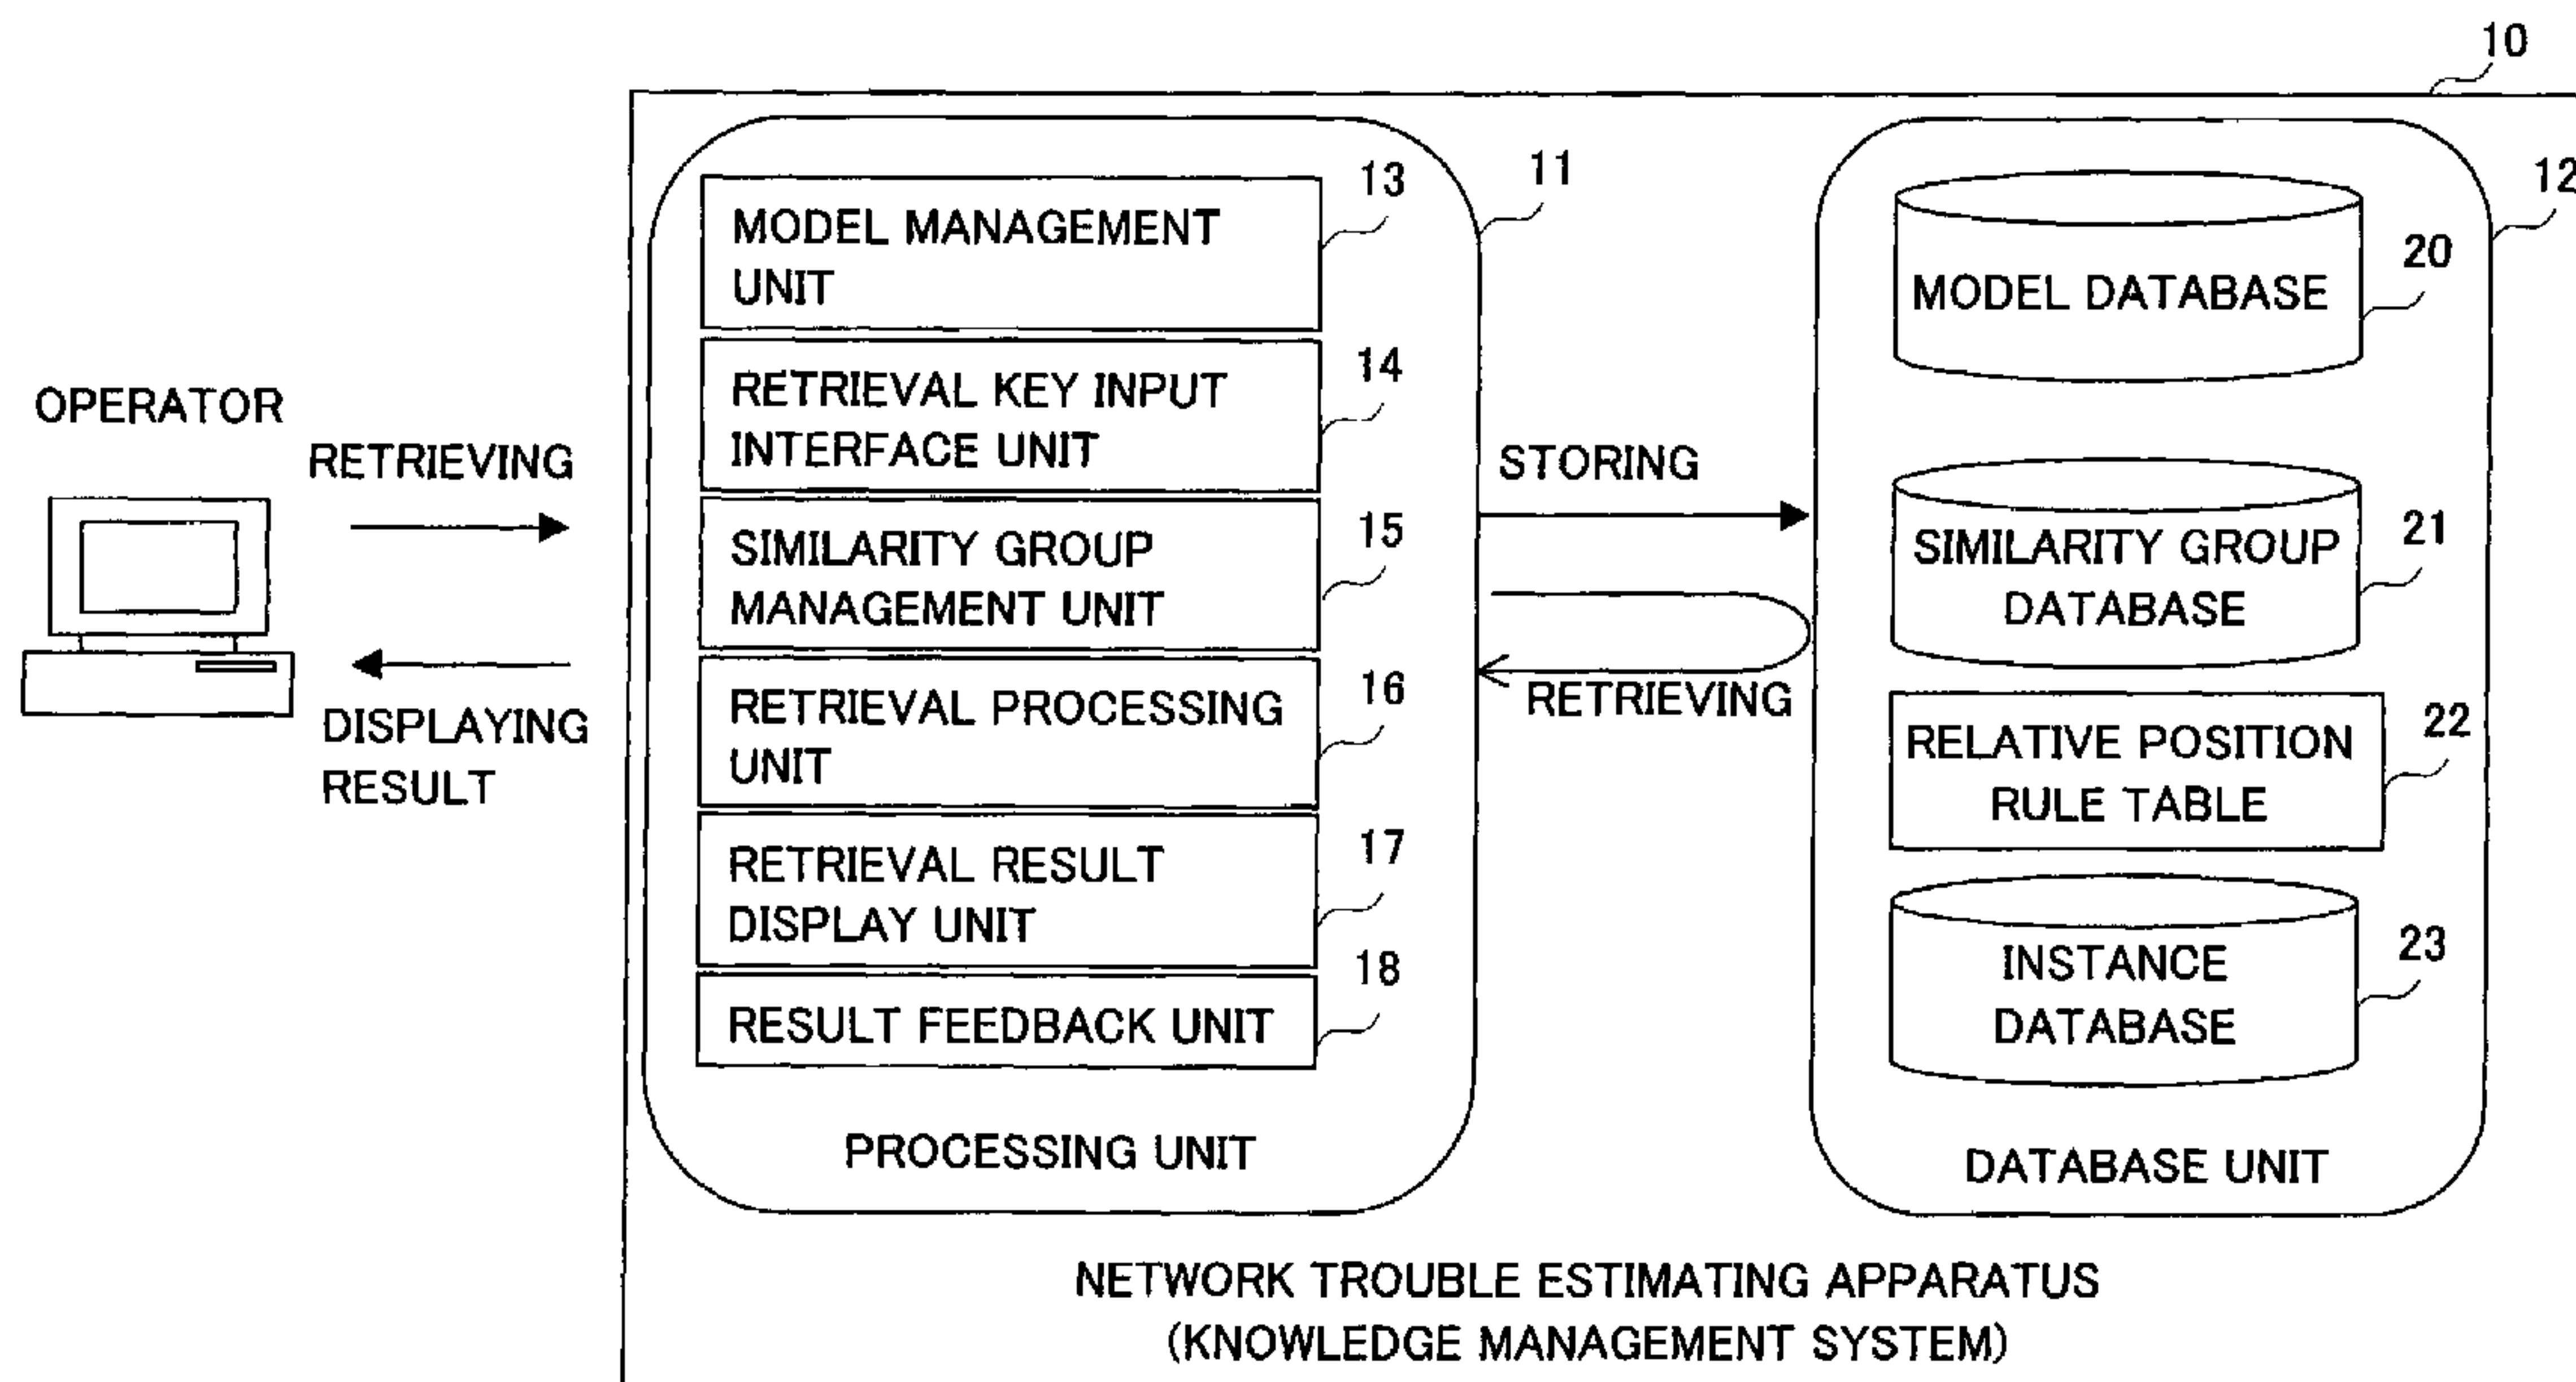 10
OPERATOR
RETRIEVING
DISPLAYING
RESULT
11
MODEL MANAGEMENT
UNIT
13
RETRIEVAL KEY INPUT
INTERFACE UNIT
14
SIMILARITY GROUP
MANAGEMENT UNIT
15
RETRIEVAL PROCESSING
UNIT
16
RETRIEVAL RESULT
DISPLAY UNIT
17
RESULT FEEDBACK UNIT
18
PROCESSING UNIT
STORING
RETRIEVING
12
MODEL DATABASE
20
SIMILARITY GROUP
DATABASE
21
RELATIVE POSITION
RULE TABLE
22
INSTANCE
DATABASE
23
DATABASE UNIT
NETWORK TROUBLE ESTIMATING APPARATUS
(KNOWLEDGE MANAGEMENT SYSTEM)